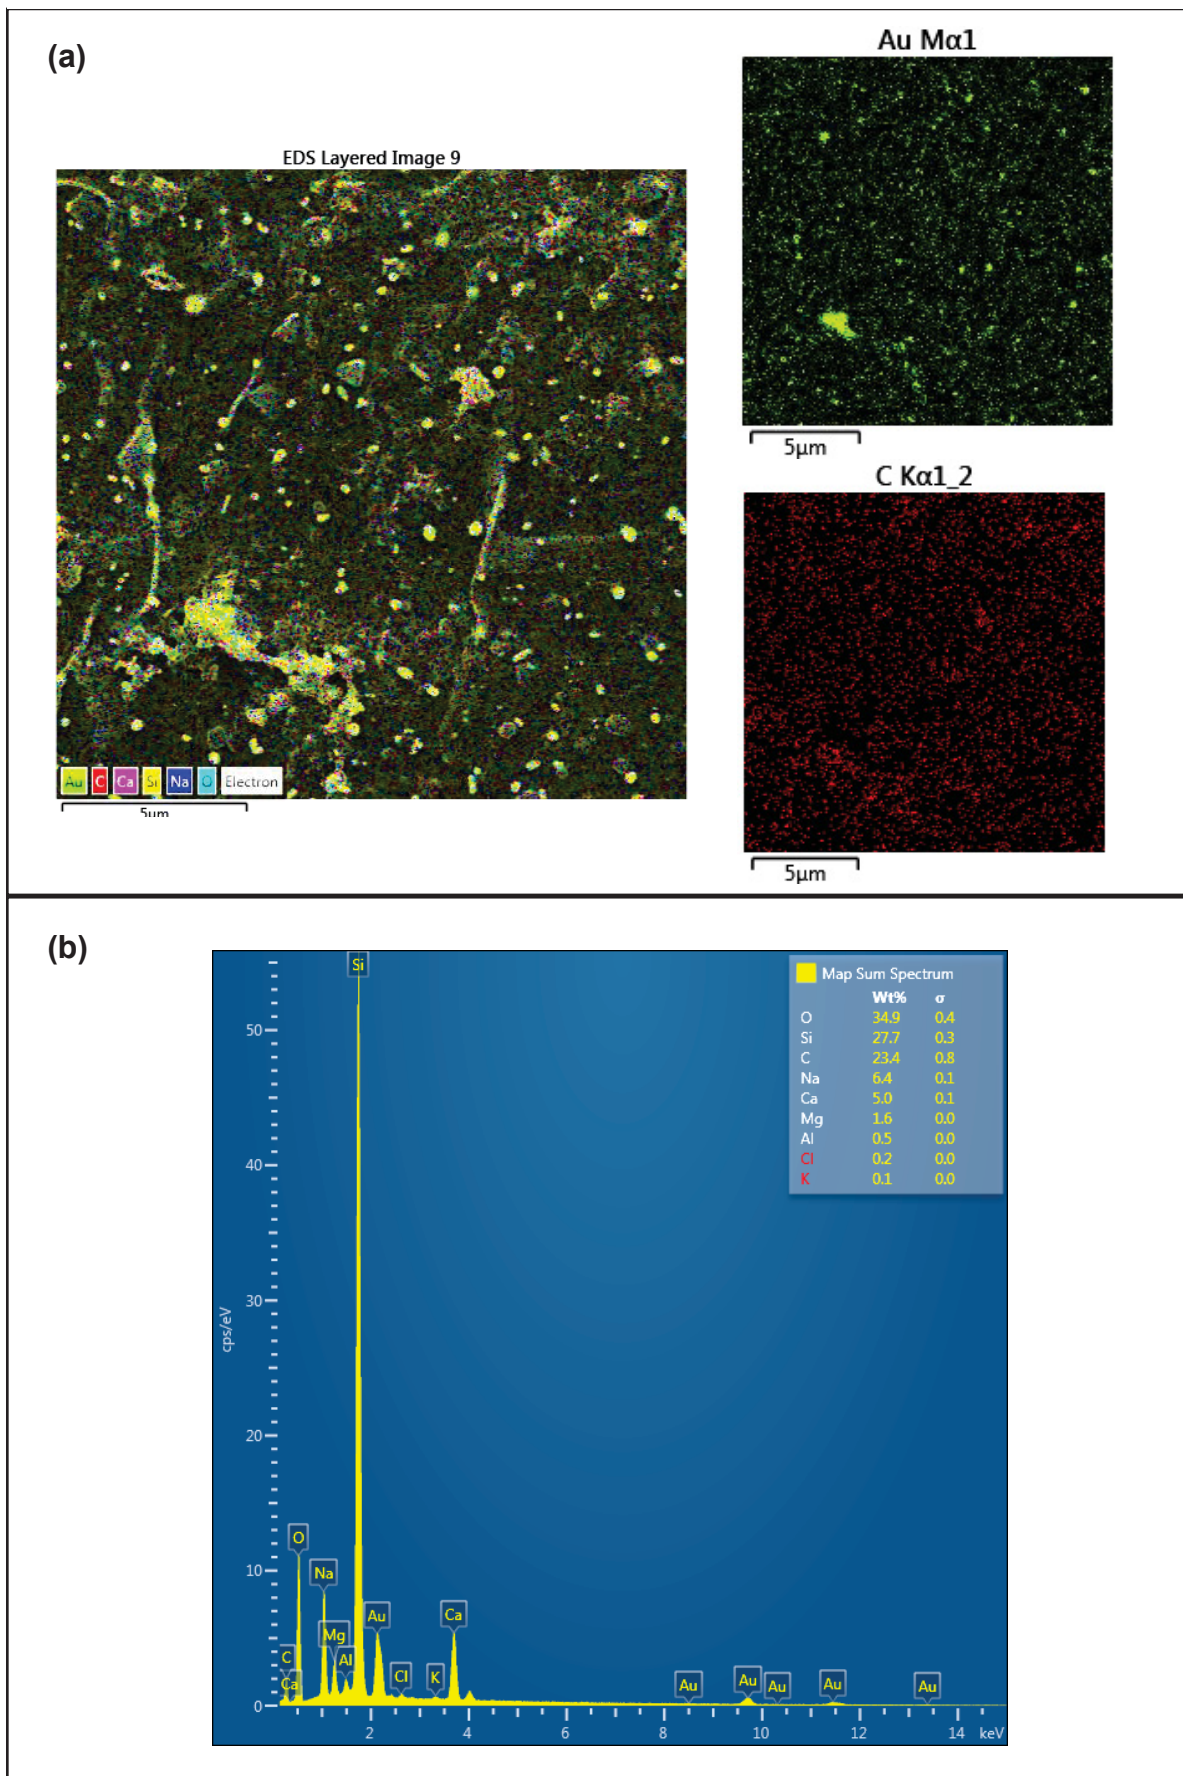 (a)
EDS Layered Image 9
Au C Ca Si Na O Electron
5µm
Au Mα1
5µm
C Kα1_2
5µm
(b)
Map Sum Spectrum
Wt% σ
O 34.9 0.4
Si 27.7 0.3
C 23.4 0.8
Na 6.4 0.1
Ca 5.0 0.1
Mg 1.6 0.0
Al 0.5 0.0
Cl 0.2 0.0
K 0.1 0.0
cps/eV
50
40
30
20
10
0
Si
O
Na
Mg
Al
C
Ca
Au
Cl
K
Ca
Au
Au
Au
Au
Au
2 4 6 8 10 12 14 keV